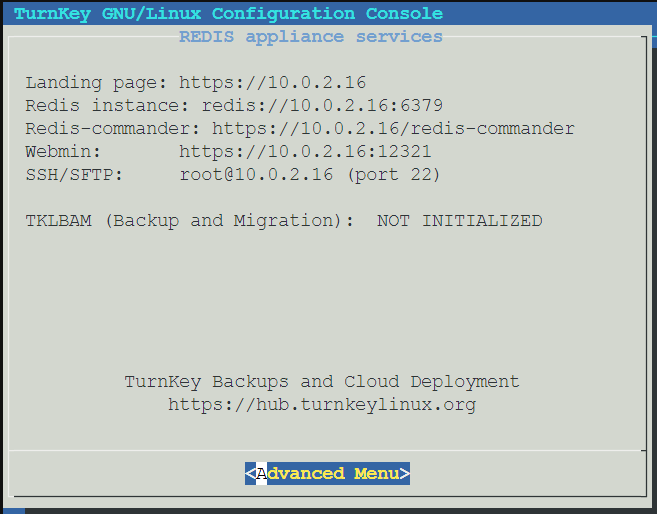 TurnKey GNU/Linux Configuration Console
REDIS appliance services
Landing page: https://10.0.2.16
Redis instance: redis://10.0.2.16:6379
Redis-commander: https://10.0.2.16/redis-commander
Webmin: https://10.0.2.16:12321
SSH/SFTP: root@10.0.2.16 (port 22)
TKLBAM (Backup and Migration): NOT INITIALIZED
TurnKey Backups and Cloud Deployment
https://hub.turnkeylinux.org
<Advanced Menu>